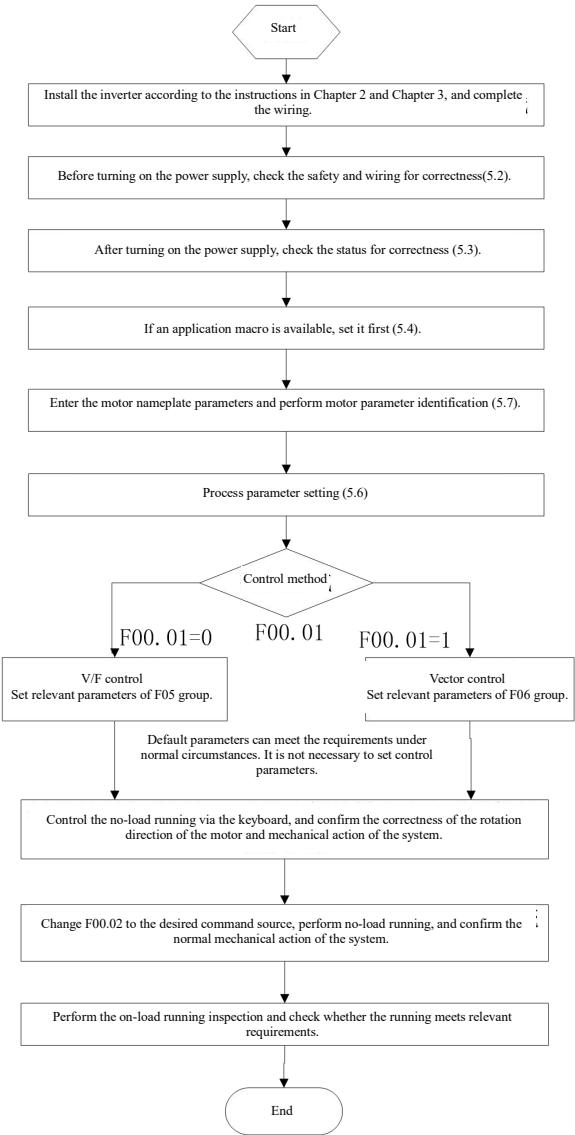 Start
Install the inverter according to the instructions in Chapter 2 and Chapter 3, and complete
the wiring.
Before turning on the power supply, check the safety and wiring for correctness(5.2).
After turning on the power supply, check the status for correctness (5.3).
If an application macro is available, set it first (5.4).
Enter the motor nameplate parameters and perform motor parameter identification (5.7).
Process parameter setting (5.6)
Control method
F00.01=0
F00.01
F00.01=1
V/F control
Set relevant parameters of F05 group.
Vector control
Set relevant parameters of F06 group.
Default parameters can meet the requirements under
normal circumstances. It is not necessary to set control
parameters.
Control the no-load running via the keyboard, and confirm the correctness of the rotation
direction of the motor and mechanical action of the system.
Change F00.02 to the desired command source, perform no-load running, and confirm the
normal mechanical action of the system.
Perform the on-load running inspection and check whether the running meets relevant
requirements.
End